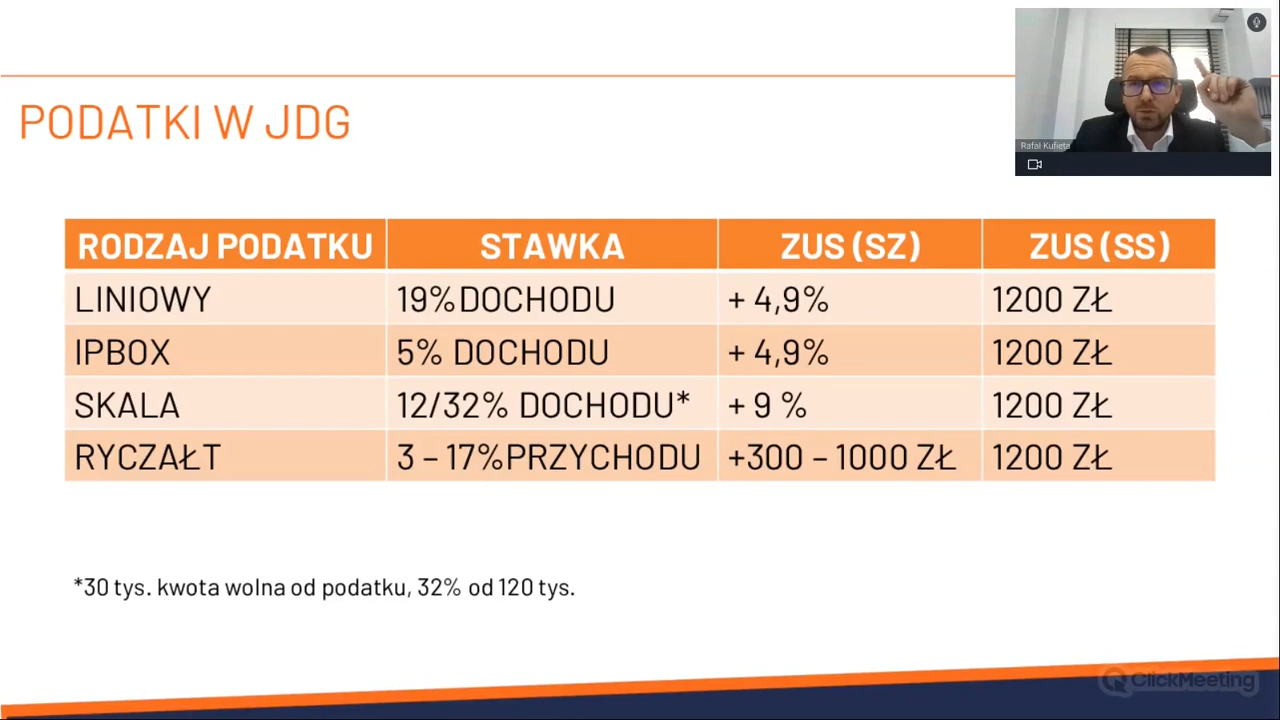 Rafał Kufieta
PODATKI W JDG
RODZAJ PODATKU STAWKA ZUS (SZ) ZUS (SS)
LINIOWY 19%DOCHODU + 4,9% 1200 ZŁ
IPBOX 5% DOCHODU + 4,9% 1200 ZŁ
SKALA 12/32% DOCHODU* + 9 % 1200 ZŁ
RYCZAŁT 3 – 17%PRZYCHODU +300 – 1000 ZŁ 1200 ZŁ
*30 tys. kwota wolna od podatku, 32% od 120 tys.
ClickMeeting